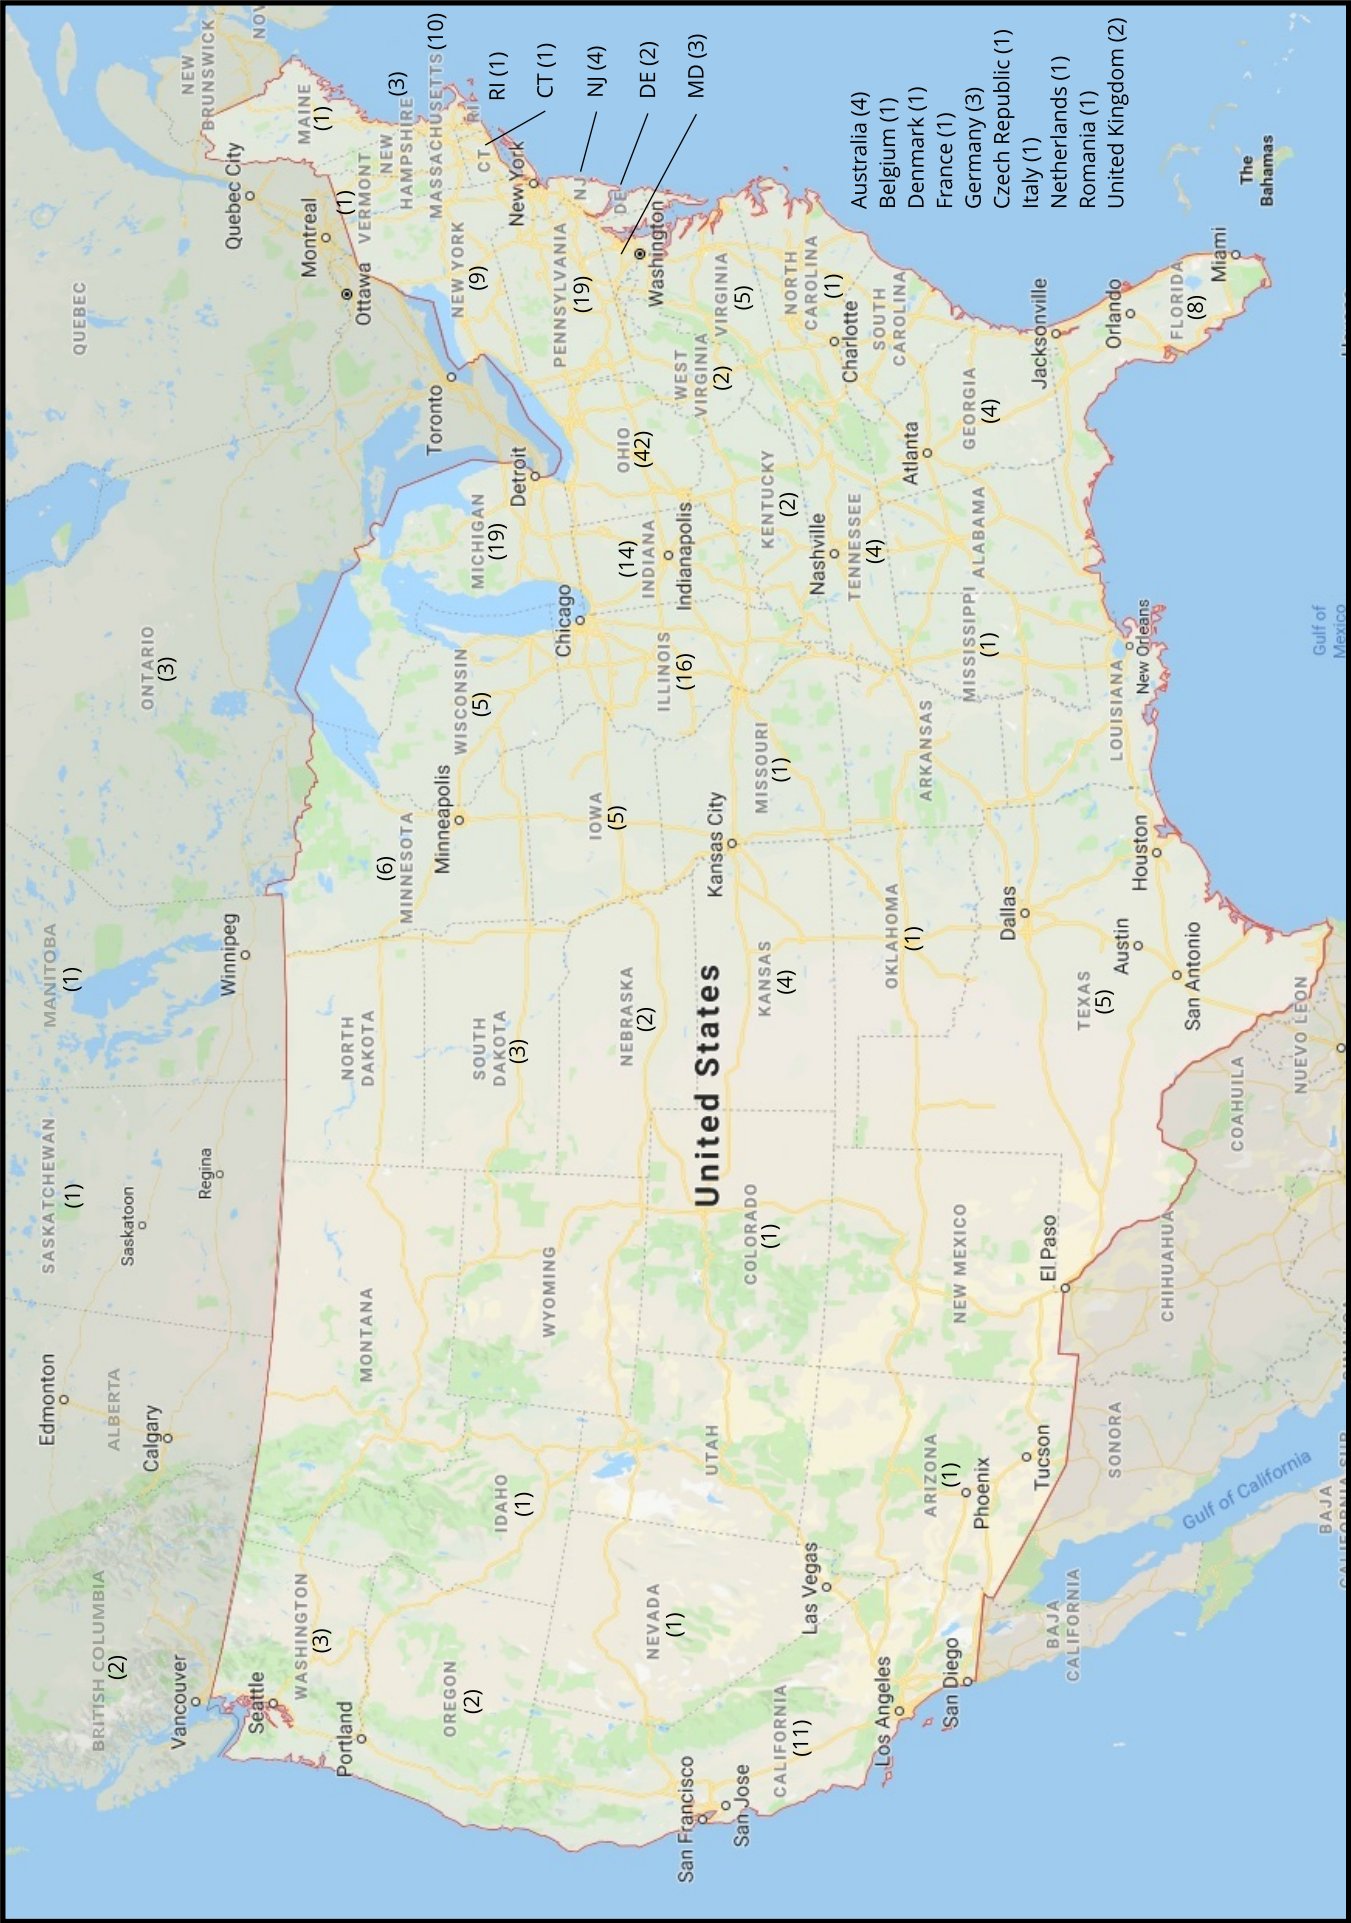 Edmonton
ALBERTA
Calgary
SASKATCHEWAN
(1)
Saskatoon
Regina
MANITOBA
(1)
Winnipeg
ONTARIO
(3)
QUEBEC
Quebec City
Montreal
Ottawa
Toronto
NEW
BRUNSWICK
NOV
BRITISH COLUMBIA
(2)
Vancouver
Seattle
WASHINGTON
(3)
Portland
OREGON
(2)
IDAHO
(1)
MONTANA
NORTH
DAKOTA
SOUTH
DAKOTA
(3)
(6)
MINNESOTA
Minneapolis
WISCONSIN
(5)
MICHIGAN
(19)
Detroit
MAINE
(1)
(1)
VERMONT
NEW
HAMPSHIRE (3)
MASSACHUSETTS (10)
NEW YORK
(9)
RI
CT
RI (1)
CT (1)
NJ (4)
DE (2)
MD (3)
New York
NJ
DE
PENNSYLVANIA
(19)
Washington
WYOMING
NEBRASKA
(2)
IOWA
(5)
Chicago
ILLINOIS
(16)
(14)
INDIANA
Indianapolis
OHIO
(42)
WEST
VIRGINIA
(2)
VIRGINIA
(5)
San Francisco
San Jose
NEVADA
(1)
UTAH
United States
COLORADO
(1)
Kansas City
KANSAS
(4)
MISSOURI
(1)
KENTUCKY
(2)
Nashville
TENNESSEE
(4)
NORTH
CAROLINA
(1)
Charlotte
SOUTH
CAROLINA
CALIFORNIA
(11)
Las Vegas
Los Angeles
San Diego
ARIZONA
(1)
Phoenix
Tucson
NEW MEXICO
El Paso
OKLAHOMA
(1)
ARKANSAS
Dallas
TEXAS
(5)
Austin
San Antonio
Houston
MISSISSIPPI
(1)
ALABAMA
Atlanta
GEORGIA
(4)
LOUISIANA
New Orleans
Jacksonville
Orlando
FLORIDA
(8)
Miami
Australia (4)
Belgium (1)
Denmark (1)
France (1)
Germany (3)
Czech Republic (1)
Italy (1)
Netherlands (1)
Romania (1)
United Kingdom (2)
The
Bahamas
BAJA
CALIFORNIA
SONORA
CHIHUAHUA
COAHUILA
NUEVO LEON
Gulf of California
Gulf of
Mexico
BAJA